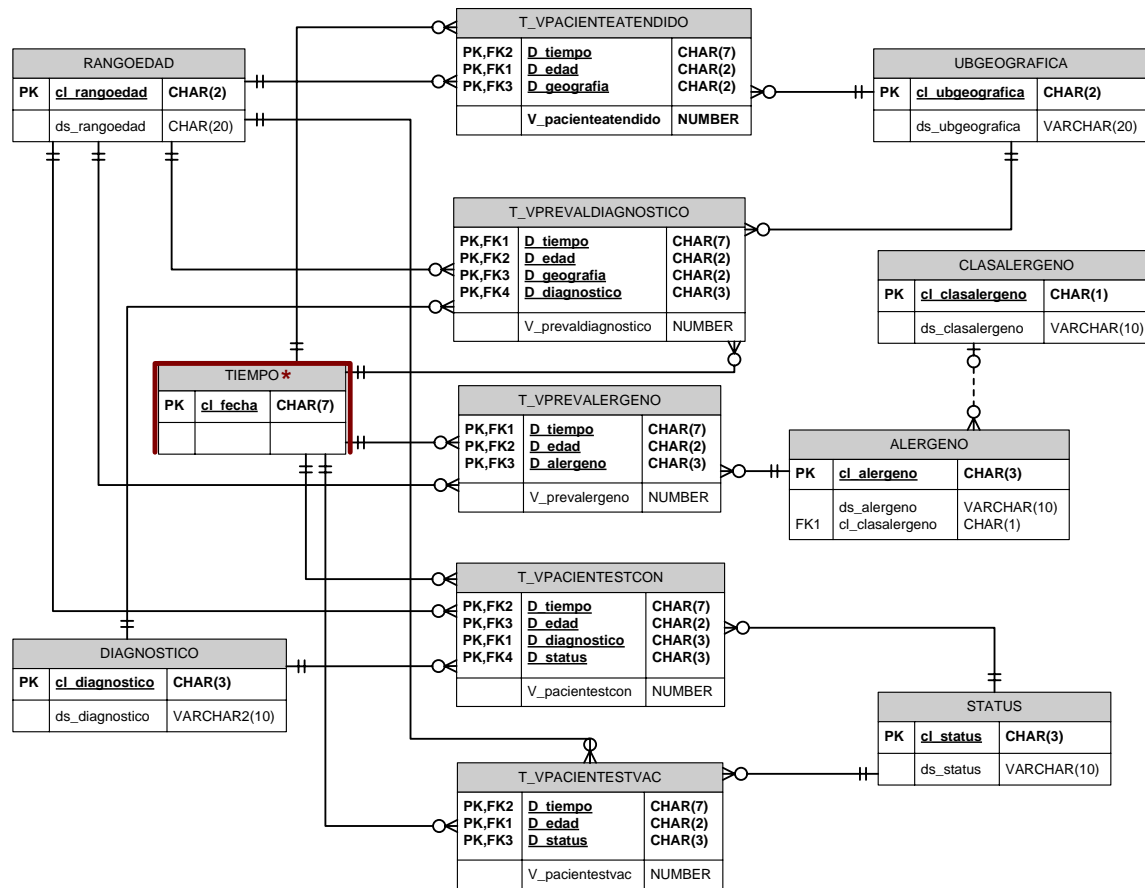 T_VPACIENTEATENDIDO
PK,FK2 D_tiempo CHAR(7)
PK,FK1 D_edad CHAR(2)
PK,FK3 D_geografia CHAR(2)
V_pacienteatendido NUMBER
RANGOEDAD
PK cl_rangoedad CHAR(2)
ds_rangoedad CHAR(20)
UBGEOGRAFICA
PK cl_ubgeografica CHAR(2)
ds_ubgeografica VARCHAR(20)
T_VPREVALDIAGNOSTICO
PK,FK1 D_tiempo CHAR(7)
PK,FK2 D_edad CHAR(2)
PK,FK3 D_geografia CHAR(2)
PK,FK4 D_diagnostico CHAR(3)
V_prevaldiagnostico NUMBER
CLASALERGENO
PK cl_clasalergeno CHAR(1)
ds_clasalergeno VARCHAR(10)
TIEMPO*
PK cl_fecha CHAR(7)
T_VPREVALERGENO
PK,FK1 D_tiempo CHAR(7)
PK,FK2 D_edad CHAR(2)
PK,FK3 D_alergeno CHAR(3)
V_prevalergeno NUMBER
ALERGENO
PK cl_alergeno CHAR(3)
ds_alergeno VARCHAR(10)
FK1 cl_clasalergeno CHAR(1)
T_VPACIENTESTCON
PK,FK2 D_tiempo CHAR(7)
PK,FK3 D_edad CHAR(2)
PK,FK1 D_diagnostico CHAR(3)
PK,FK4 D_status CHAR(3)
V_pacientestcon NUMBER
DIAGNOSTICO
PK cl_diagnostico CHAR(3)
ds_diagnostico VARCHAR2(10)
STATUS
PK cl_status CHAR(3)
ds_status VARCHAR(10)
T_VPACIENTESTVAC
PK,FK2 D_tiempo CHAR(7)
PK,FK1 D_edad CHAR(2)
PK,FK3 D_status CHAR(3)
V_pacientestvac NUMBER